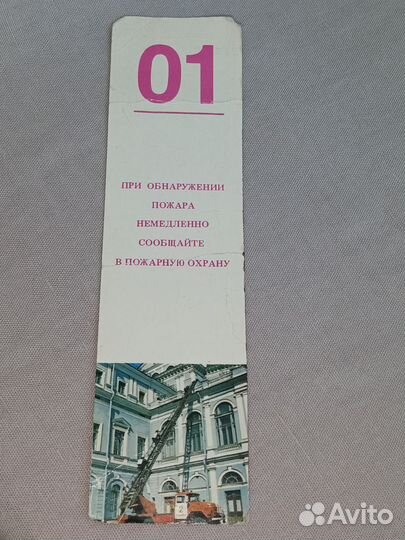 01
ПРИ ОБНАРУЖЕНИИ
ПОЖАРА
НЕМЕДЛЕННО
СООБЩАЙТЕ
В ПОЖАРНУЮ ОХРАНУ
Avito